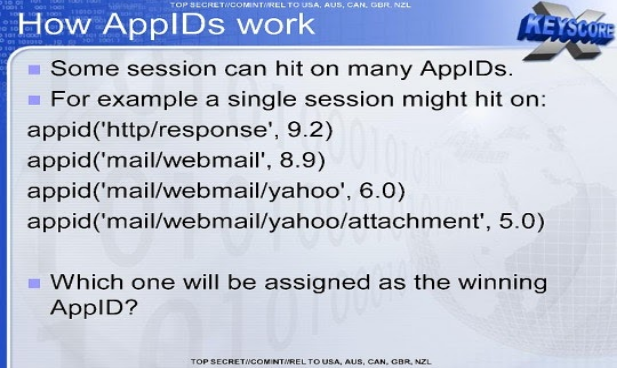 TOP SECRET//COMINT//REL TO USA, AUS, CAN, GBR, NZL
How AppIDs work
X KEYSCORE
Some session can hit on many AppIDs.
For example a single session might hit on:
appid('http/response', 9.2)
appid('mail/webmail', 8.9)
appid('mail/webmail/yahoo', 6.0)
appid('mail/webmail/yahoo/attachment', 5.0)
Which one will be assigned as the winning
AppID?
TOP SECRET//COMINT//REL TO USA, AUS, CAN, GBR, NZL